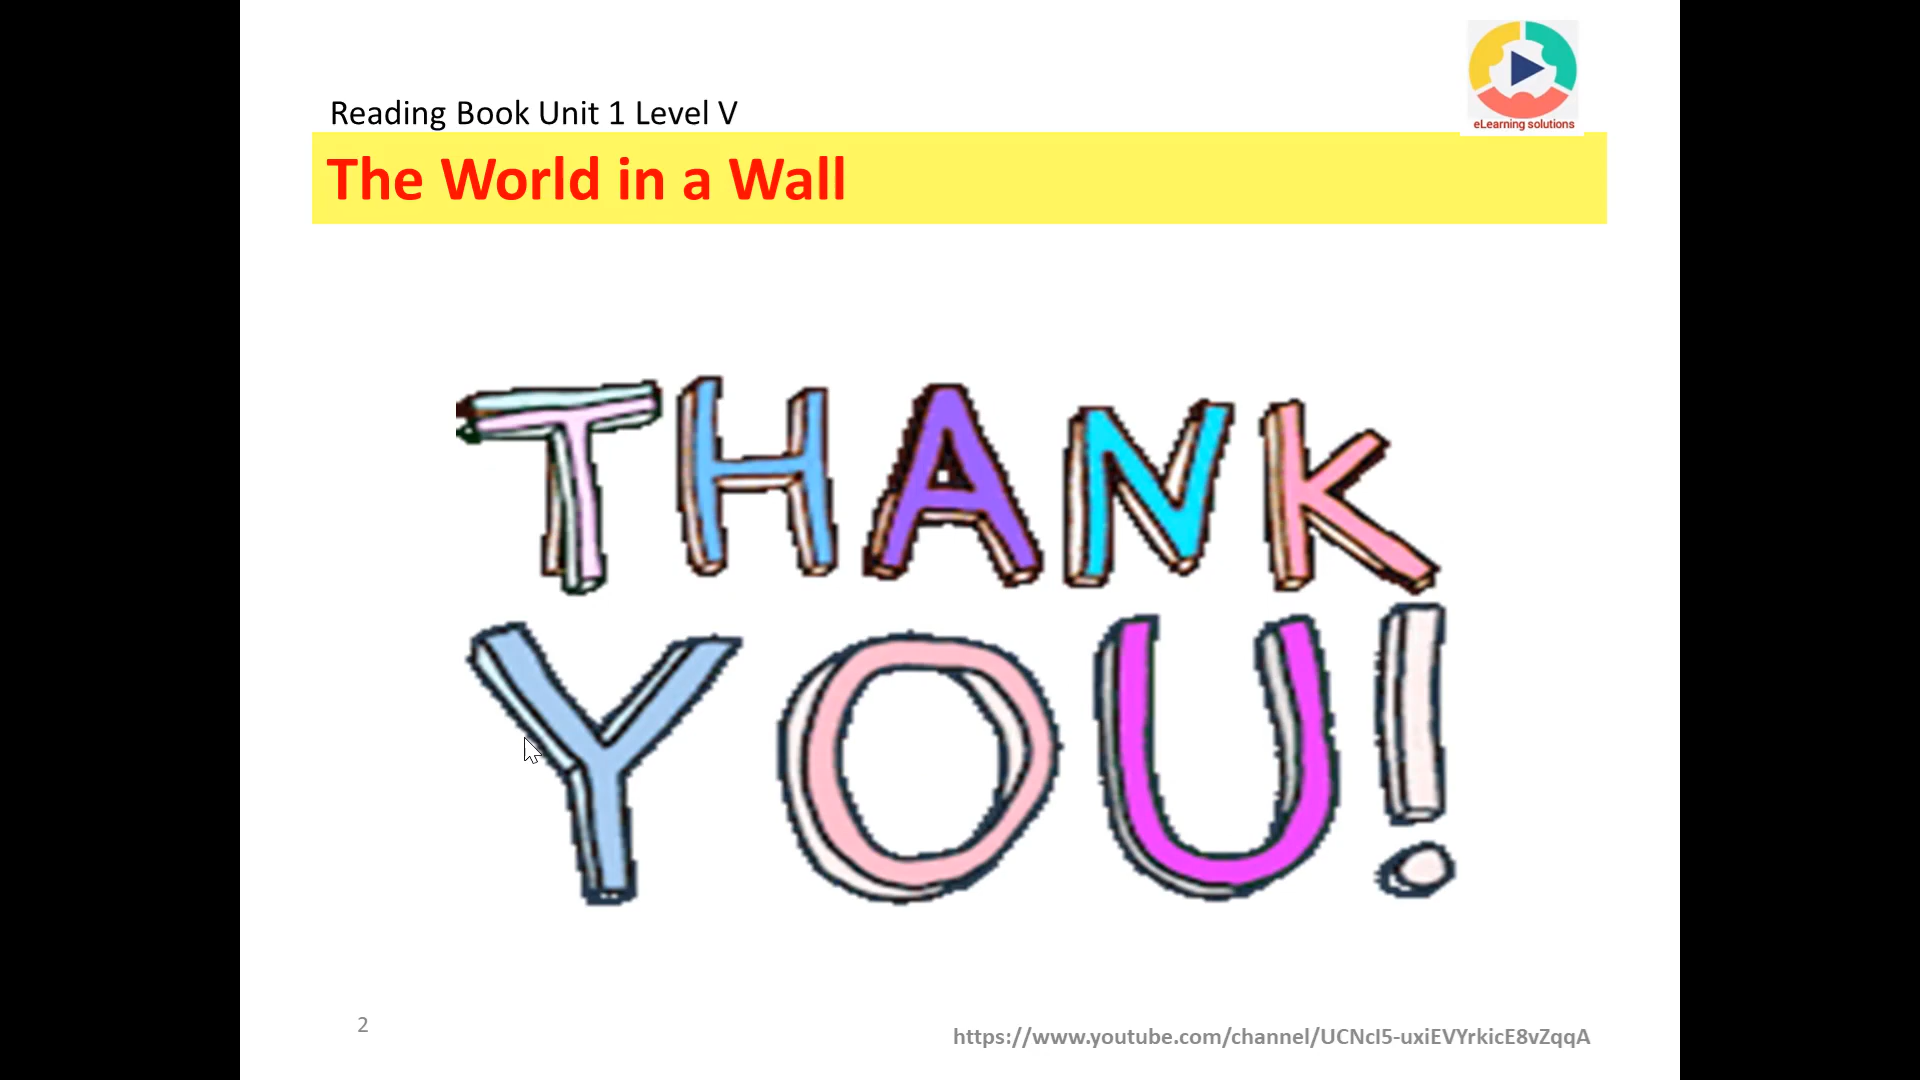 eLearning solutions
Reading Book Unit 1 Level V
The World in a Wall
THANK
YOU!
2
https://www.youtube.com/channel/UCNcI5-uxiEVYrkicE8vZqqA